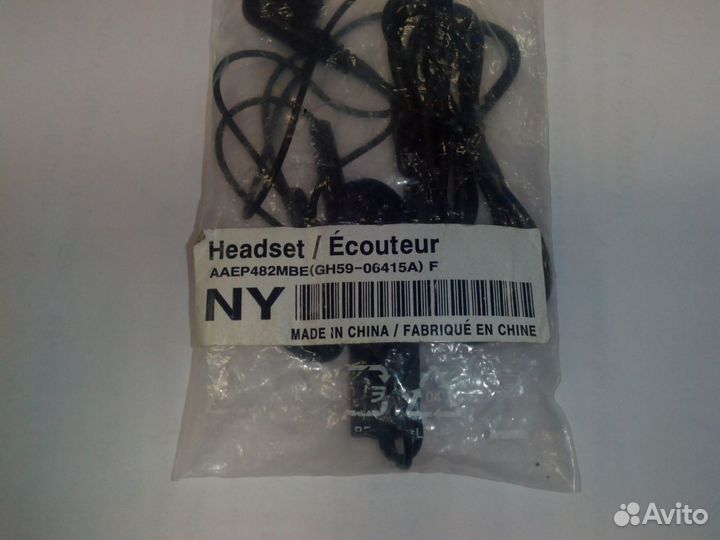 Headset / Écouteur
AAEP482MBE(GH59-06415A) F
NY
MADE IN CHINA / FABRIQUÉ EN CHINE
Avito